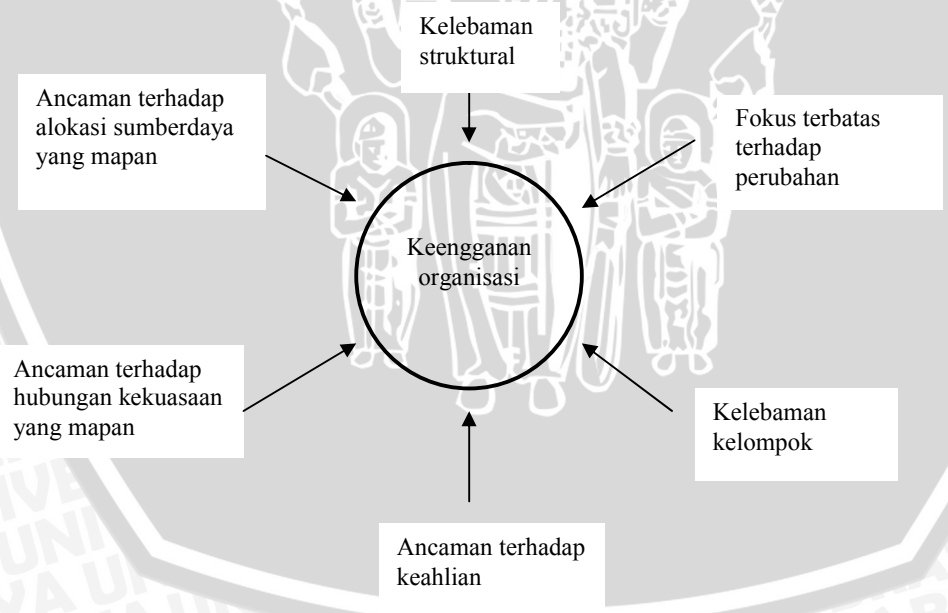 Kelebaman
struktural
Ancaman terhadap
alokasi sumberdaya
yang mapan
Fokus terbatas
terhadap
perubahan
Keengganan
organisasi
Ancaman terhadap
hubungan kekuasaan
yang mapan
Kelebaman
kelompok
Ancaman terhadap
keahlian